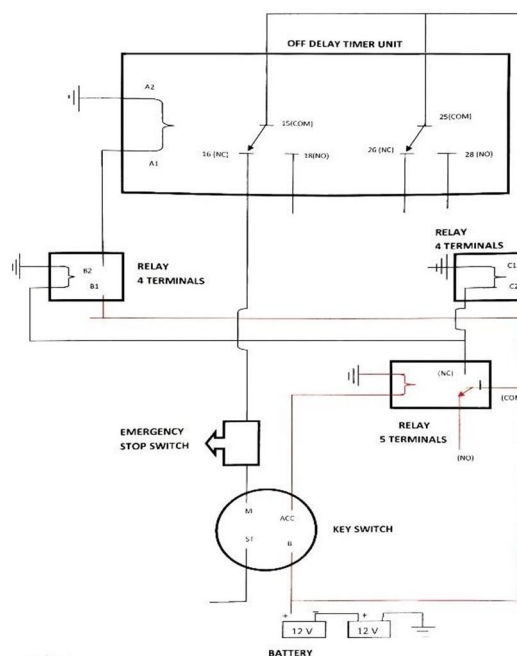 OFF DELAY TIMER UNIT
A2
15(COM)
25(COM)
16 (NC)
18(NO)
26 (NC)
28 (NO)
A1
RELAY
4 TERMINALS
B2
B1
RELAY
4 TERMINALS
C1
C2
(NC)
(COM
RELAY
5 TERMINALS
(NO)
EMERGENCY
STOP SWITCH
M
ACC
KEY SWITCH
ST
B
+
-
+
12 V
12 V
BATTERY